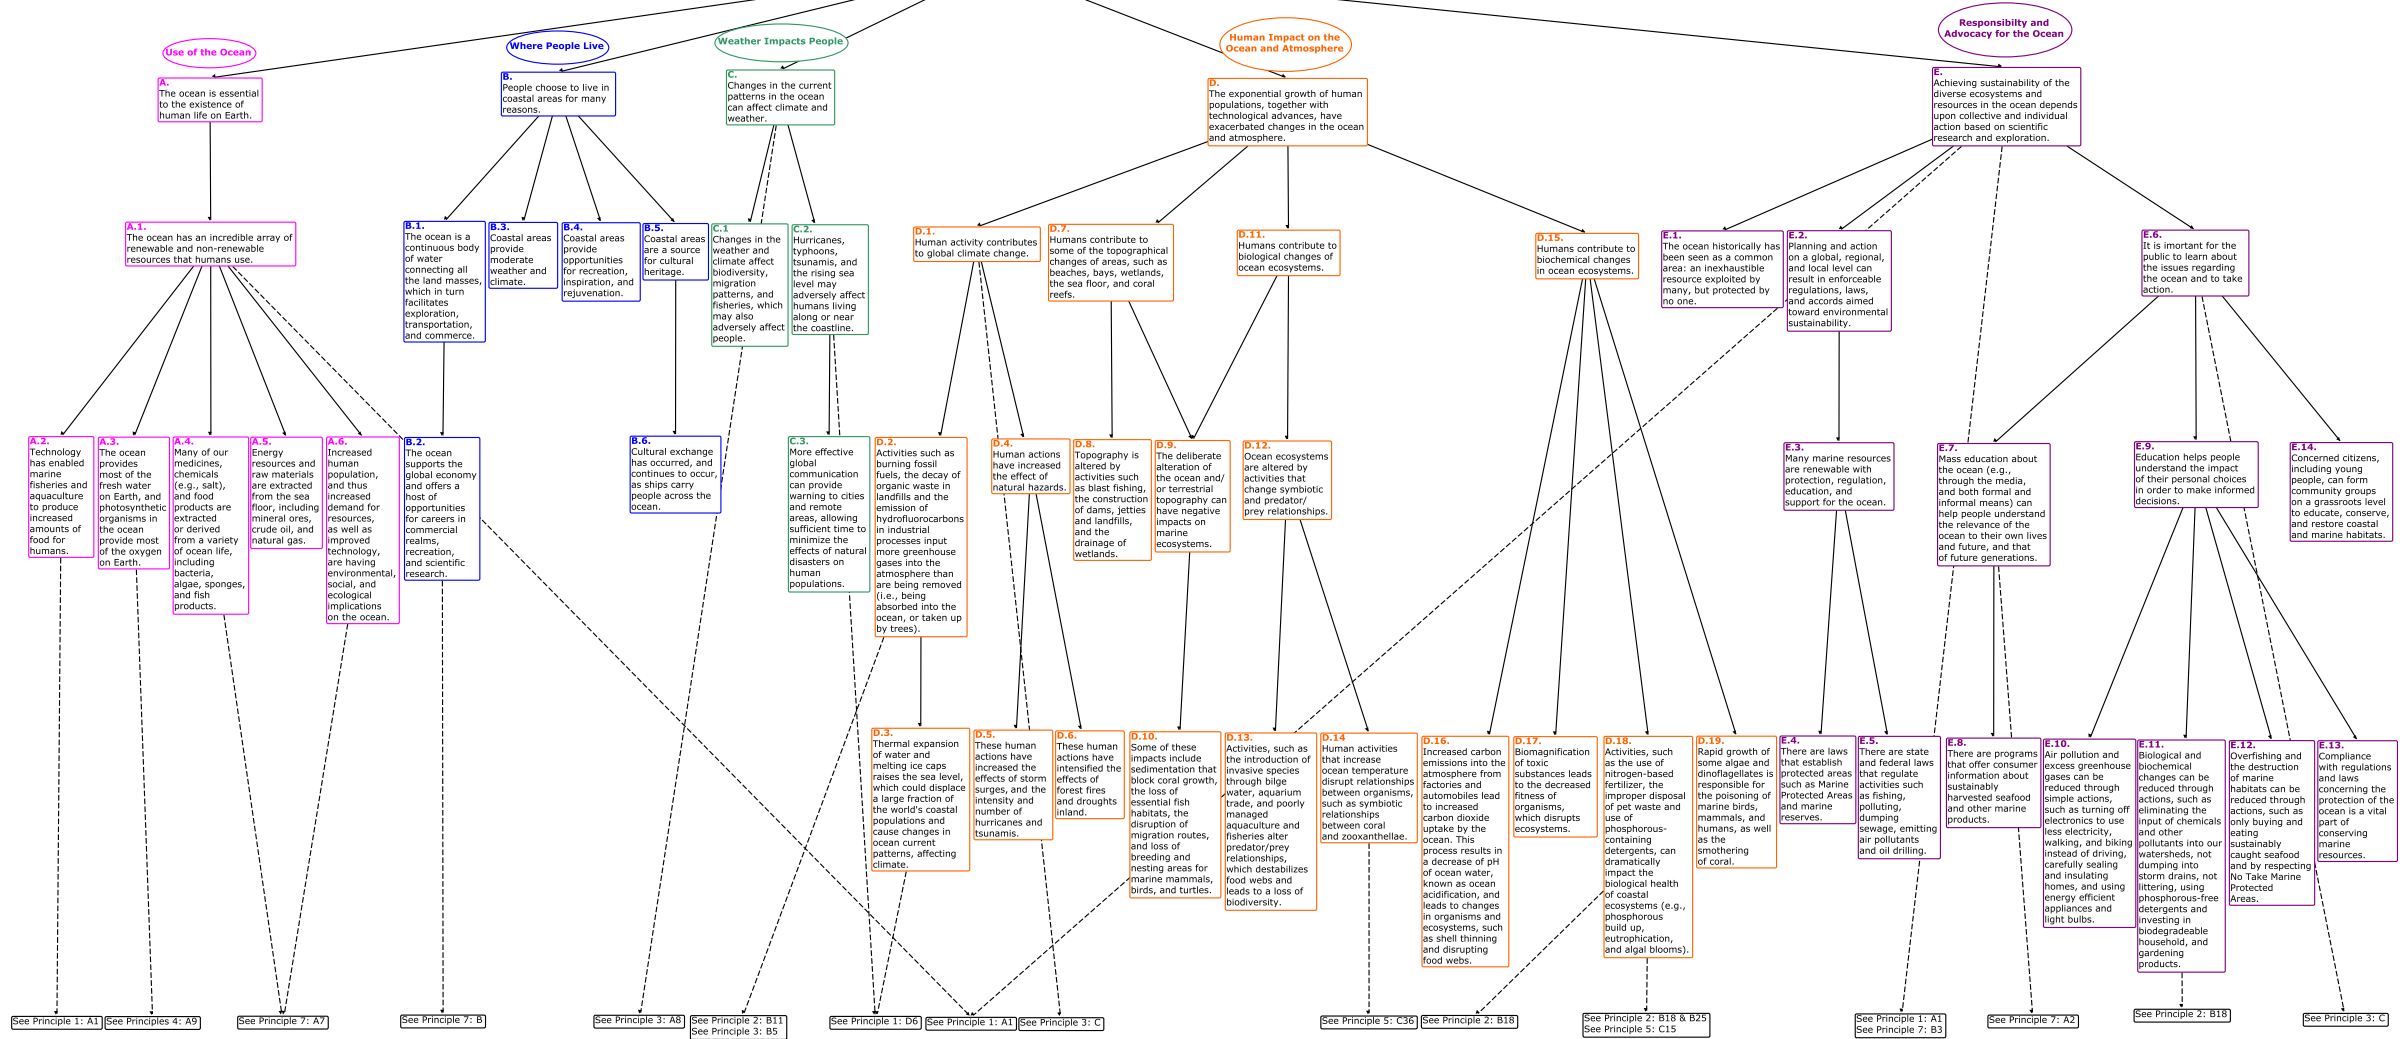 Use of the Ocean
Where People Live
Weather Impacts People
Human Impact on the
Ocean and Atmosphere
Responsibilty and
Advocacy for the Ocean
A.
The ocean is essential
to the existence of
human life on Earth.
B.
People choose to live in
coastal areas for many
reasons.
C.
Changes in the current
patterns in the ocean
can affect climate and
weather.
D.
The exponential growth of human
populations, together with
technological advances, have
exacerbated changes in the ocean
and atmosphere.
E.
Achieving sustainability of the
diverse ecosystems and
resources in the ocean depends
upon collective and individual
action based on scientific
research and exploration.
A.1.
The ocean has an incredible array of
renewable and non-renewable
resources that humans use.
B.1.
The ocean is a
continuous body
of water
connecting all
the land masses,
which in turn
facilitates
exploration,
transportation,
and commerce.
B.3.
Coastal areas
provide
moderate
weather and
climate.
B.4.
Coastal areas
provide
opportunities
for recreation,
inspiration, and
rejuvenation.
B.5.
Coastal areas
are a source
for cultural
heritage.
C.1
Changes in the
weather and
climate affect
biodiversity,
migration
patterns, and
fisheries, which
may also
adversely affect
people.
C.2.
Hurricanes,
typhoons,
tsunamis, and
the rising sea
level may
adversely affect
humans living
along or near
the coastline.
D.1.
Human activity contributes
to global climate change.
D.7.
Humans contribute to
some of the topographical
changes of areas, such as
beaches, bays, wetlands,
the sea floor, and coral
reefs.
D.11.
Humans contribute to
biological changes of
ocean ecosystems.
D.15.
Humans contribute to
biochemical changes
in ocean ecosystems.
E.1.
The ocean historically has
been seen as a common
area: an inexhaustible
resource exploited by
many, but protected by
no one.
E.2.
Planning and action
on a global, regional,
and local level can
result in enforceable
regulations, laws,
and accords aimed
toward environmental
sustainability.
E.6.
It is imortant for the
public to learn about
the issues regarding
the ocean and to take
action.
A.2.
Technology
has enabled
marine
fisheries and
aquaculture
to produce
increased
amounts of
food for
humans.
A.3.
The ocean
provides
most of the
fresh water
on Earth, and
photosynthetic
organisms in
the ocean
provide most
of the oxygen
on Earth.
A.4.
Many of our
medicines,
chemicals
(e.g., salt),
and food
products are
extracted
or derived
from a variety
of ocean life,
including
bacteria,
algae, sponges,
and fish
products.
A.5.
Energy
resources and
raw materials
are extracted
from the sea
floor, including
mineral ores,
crude oil, and
natural gas.
A.6.
Increased
human
population,
and thus
increased
demand for
resources,
as well as
improved
technology,
are having
environmental,
social, and
ecological
implications
on the ocean.
B.2.
The ocean
supports the
global economy
and offers a
host of
opportunities
for careers in
commercial
realms,
recreation,
and scientific
research.
B.6.
Cultural exchange
has occurred, and
continues to occur,
as ships carry
people across the
ocean.
C.3.
More effective
global
communication
can provide
warning to cities
and remote
areas, allowing
sufficient time to
minimize the
effects of natural
disasters on
human
populations.
D.2.
Activities such as
burning fossil
fuels, the decay of
organic waste in
landfills and the
emission of
hydrofluorocarbons
in industrial
processes input
more greenhouse
gases into the
atmosphere than
are being removed
(i.e., being
absorbed into the
ocean, or taken up
by trees).
D.4.
Human actions
have increased
the effect of
natural hazards.
D.8.
Topography is
altered by
activities such
as blast fishing,
the construction
of dams, jetties
and landfills,
and the
drainage of
wetlands.
D.9.
The deliberate
alteration of
the ocean and/
or terrestrial
topography can
have negative
impacts on
marine
ecosystems.
D.12.
Ocean ecosystems
are altered by
activities that
change symbiotic
and predator/
prey relationships.
E.3.
Many marine resources
are renewable with
protection, regulation,
education, and
support for the ocean.
E.7.
Mass education about
the ocean (e.g.,
through the media,
and both formal and
informal means) can
help people understand
the relevance of the
ocean to their own lives
and future, and that
of future generations.
E.9.
Education helps people
understand the impact
of their personal choices
in order to make informed
decisions.
E.14.
Concerned citizens,
including young
people, can form
community groups
on a grassroots level
to educate, conserve,
and restore coastal
and marine habitats.
D.3.
Thermal expansion
of water and
melting ice caps
raises the sea level,
which could displace
a large fraction of
the world's coastal
populations and
cause changes in
ocean current
patterns, affecting
climate.
D.5.
These human
actions have
increased the
effects of storm
surges, and the
intensity and
number of
hurricanes and
tsunamis.
D.6.
These human
actions have
intensified the
effects of
forest fires
and droughts
inland.
D.10.
Some of these
impacts include
sedimentation that
block coral growth,
the loss of
essential fish
habitats, the
disruption of
migration routes,
and loss of
breeding and
nesting areas for
marine mammals,
birds, and turtles.
D.13.
Activities, such as
the introduction of
invasive species
through bilge
water, aquarium
trade, and poorly
managed
aquaculture and
fisheries alter
predator/prey
relationships,
which destabilizes
food webs and
leads to a loss of
biodiversity.
D.14
Human activities
that increase
ocean temperature
disrupt relationships
between organisms,
such as symbiotic
relationships
between coral
and zooxanthellae.
D.16.
Increased carbon
emissions into the
atmosphere from
factories and
automobiles lead
to increased
carbon dioxide
uptake by the
ocean. This
process results in
a decrease of pH
of ocean water,
known as ocean
acidification, and
leads to changes
in organisms and
ecosystems, such
as shell thinning
and disrupting
food webs.
D.17.
Biomagnification
of toxic
substances leads
to the decreased
fitness of
organisms,
which disrupts
ecosystems.
D.18.
Activities, such
as the use of
nitrogen-based
fertilizer, the
improper disposal
of pet waste and
use of
phosphorous-
containing
detergents, can
dramatically
impact the
biological health
of coastal
ecosystems (e.g.,
phosphorous
build up,
eutrophication,
and algal blooms).
D.19.
Rapid growth of
some algae and
dinoflagellates is
responsible for
the poisoning of
marine birds,
mammals, and
humans, as well
as the
smothering
of coral.
E.4.
There are laws
that establish
protected areas
such as Marine
Protected Areas
and marine
reserves.
E.5.
There are state
and federal laws
that regulate
activities such
as fishing,
polluting,
dumping
sewage, emitting
air pollutants
and oil drilling.
E.8.
There are programs
that offer consumer
information about
sustainably
harvested seafood
and other marine
products.
E.10.
Air pollution and
excess greenhouse
gases can be
reduced through
simple actions,
such as turning off
electronics to use
less electricity,
walking, and biking
instead of driving,
carefully sealing
and insulating
homes, and using
energy efficient
appliances and
light bulbs.
E.11.
Biological and
biochemical
changes can be
reduced through
actions, such as
eliminating the
input of chemicals
and other
pollutants into our
watersheds, not
dumping into
storm drains, not
littering, using
phosphorous-free
detergents and
investing in
biodegradeable
household, and
gardening
products.
E.12.
Overfishing and
the destruction
of marine
habitats can be
reduced through
actions, such as
only buying and
eating
sustainably
caught seafood
and by respecting
No Take Marine
Protected
Areas.
E.13.
Compliance
with regulations
and laws
concerning the
protection of the
ocean is a vital
part of
conserving
marine
resources.
See Principle 1: A1
See Principles 4: A9
See Principle 7: A7
See Principle 7: B
See Principle 3: A8
See Principle 2: B11
See Principle 3: B5
See Principle 1: D6
See Principle 1: A1
See Principle 3: C
See Principle 5: C36
See Principle 2: B18
See Principle 2: B18 & B25
See Principle 5: C15
See Principle 1: A1
See Principle 7: B3
See Principle 7: A2
See Principle 2: B18
See Principle 3: C